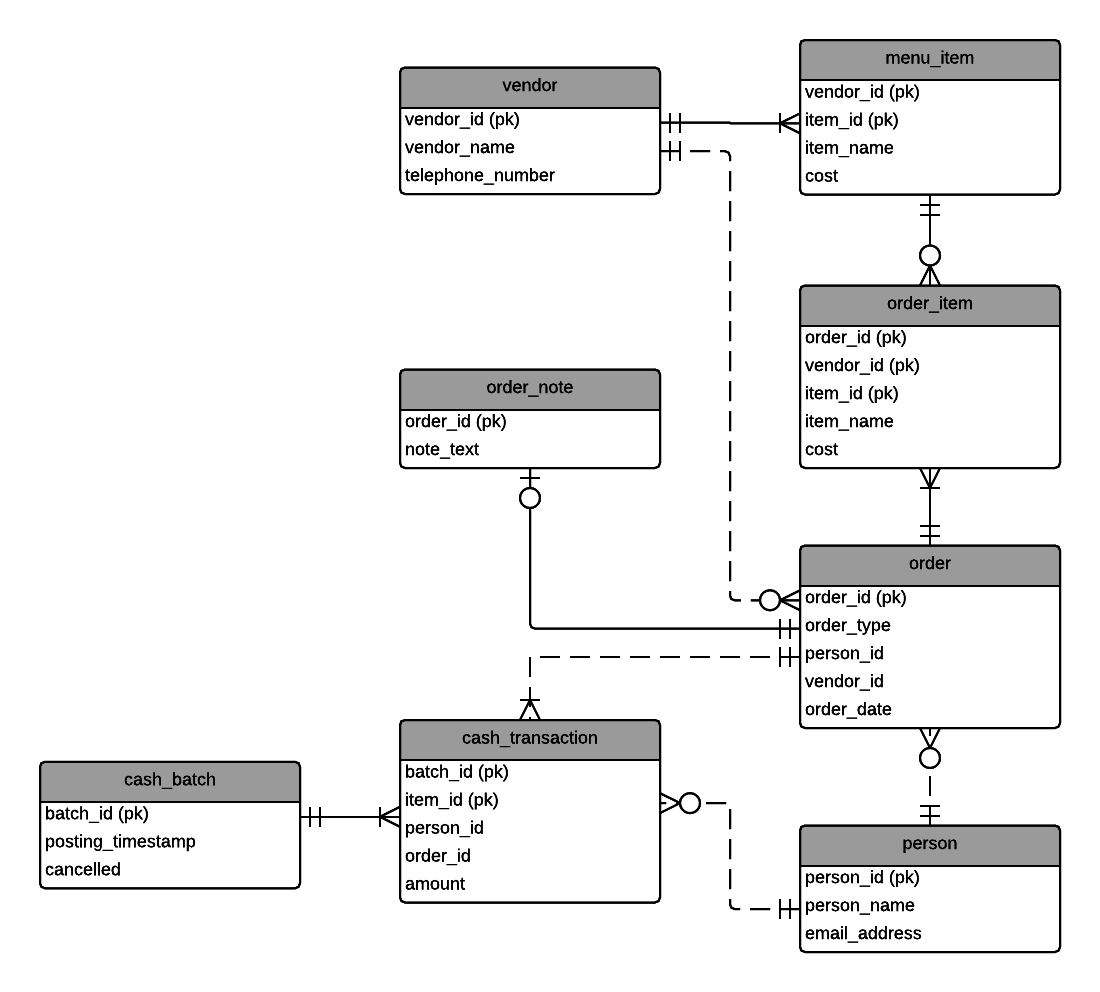 menu_item
vendor_id (pk)
item_id (pk)
item_name
cost
vendor
vendor_id (pk)
vendor_name
telephone_number
order_item
order_id (pk)
vendor_id (pk)
item_id (pk)
item_name
cost
order_note
order_id (pk)
note_text
order
order_id (pk)
order_type
person_id
vendor_id
order_date
cash_transaction
batch_id (pk)
item_id (pk)
person_id
order_id
amount
cash_batch
batch_id (pk)
posting_timestamp
cancelled
person
person_id (pk)
person_name
email_address